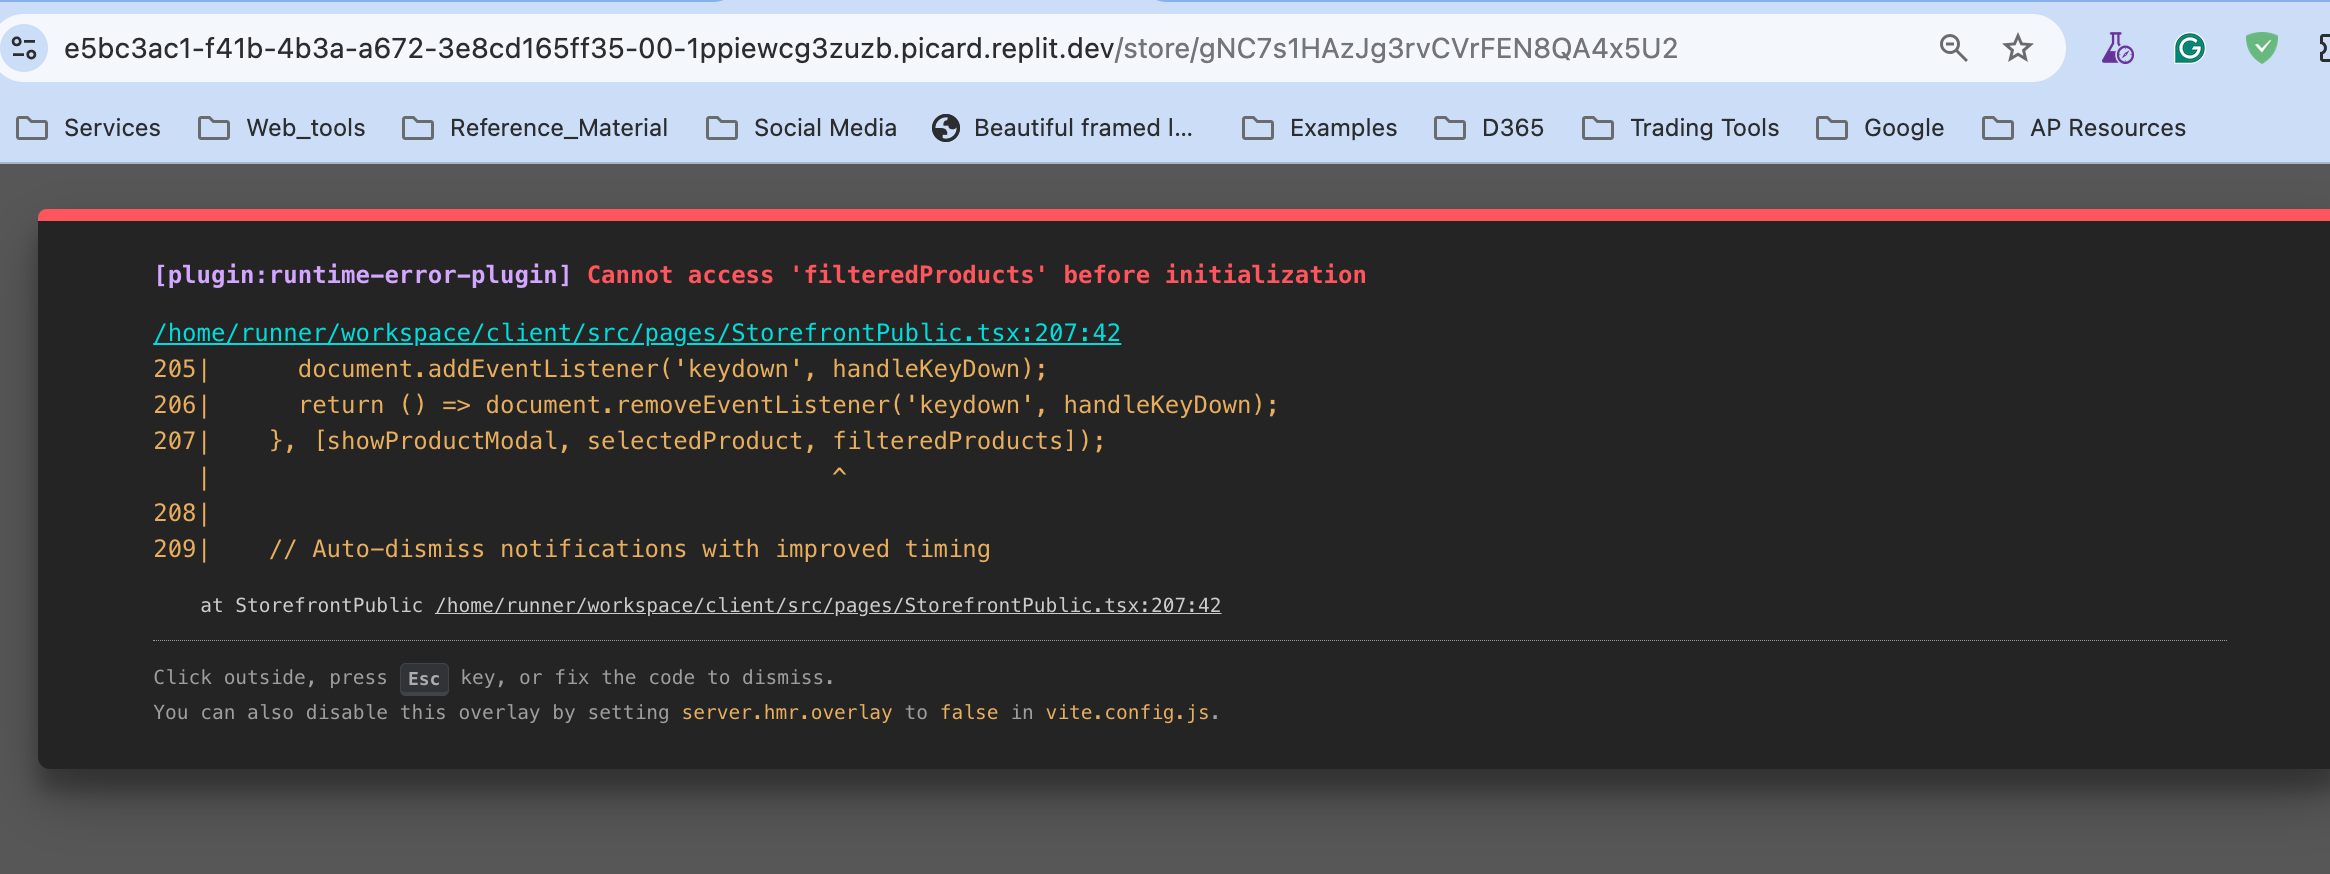 e5bc3ac1-f41b-4b3a-a672-3e8cd165ff35-00-1ppiewcg3zuzb.picard.replit.dev/store/gNC7s1HAzJg3rvCVrFEN8QA4x5U2
Services Web_tools Reference_Material Social Media Beautiful framed l... Examples D365 Trading Tools Google AP Resources
[plugin:runtime-error-plugin] Cannot access 'filteredProducts' before initialization
/home/runner/workspace/client/src/pages/StorefrontPublic.tsx:207:42
205|      document.addEventListener('keydown', handleKeyDown);
206|      return () => document.removeEventListener('keydown', handleKeyDown);
207|    }, [showProductModal, selectedProduct, filteredProducts]);
   |                                           ^
208|
209|    // Auto-dismiss notifications with improved timing
at StorefrontPublic /home/runner/workspace/client/src/pages/StorefrontPublic.tsx:207:42
Click outside, press Esc key, or fix the code to dismiss.
You can also disable this overlay by setting server.hmr.overlay to false in vite.config.js.